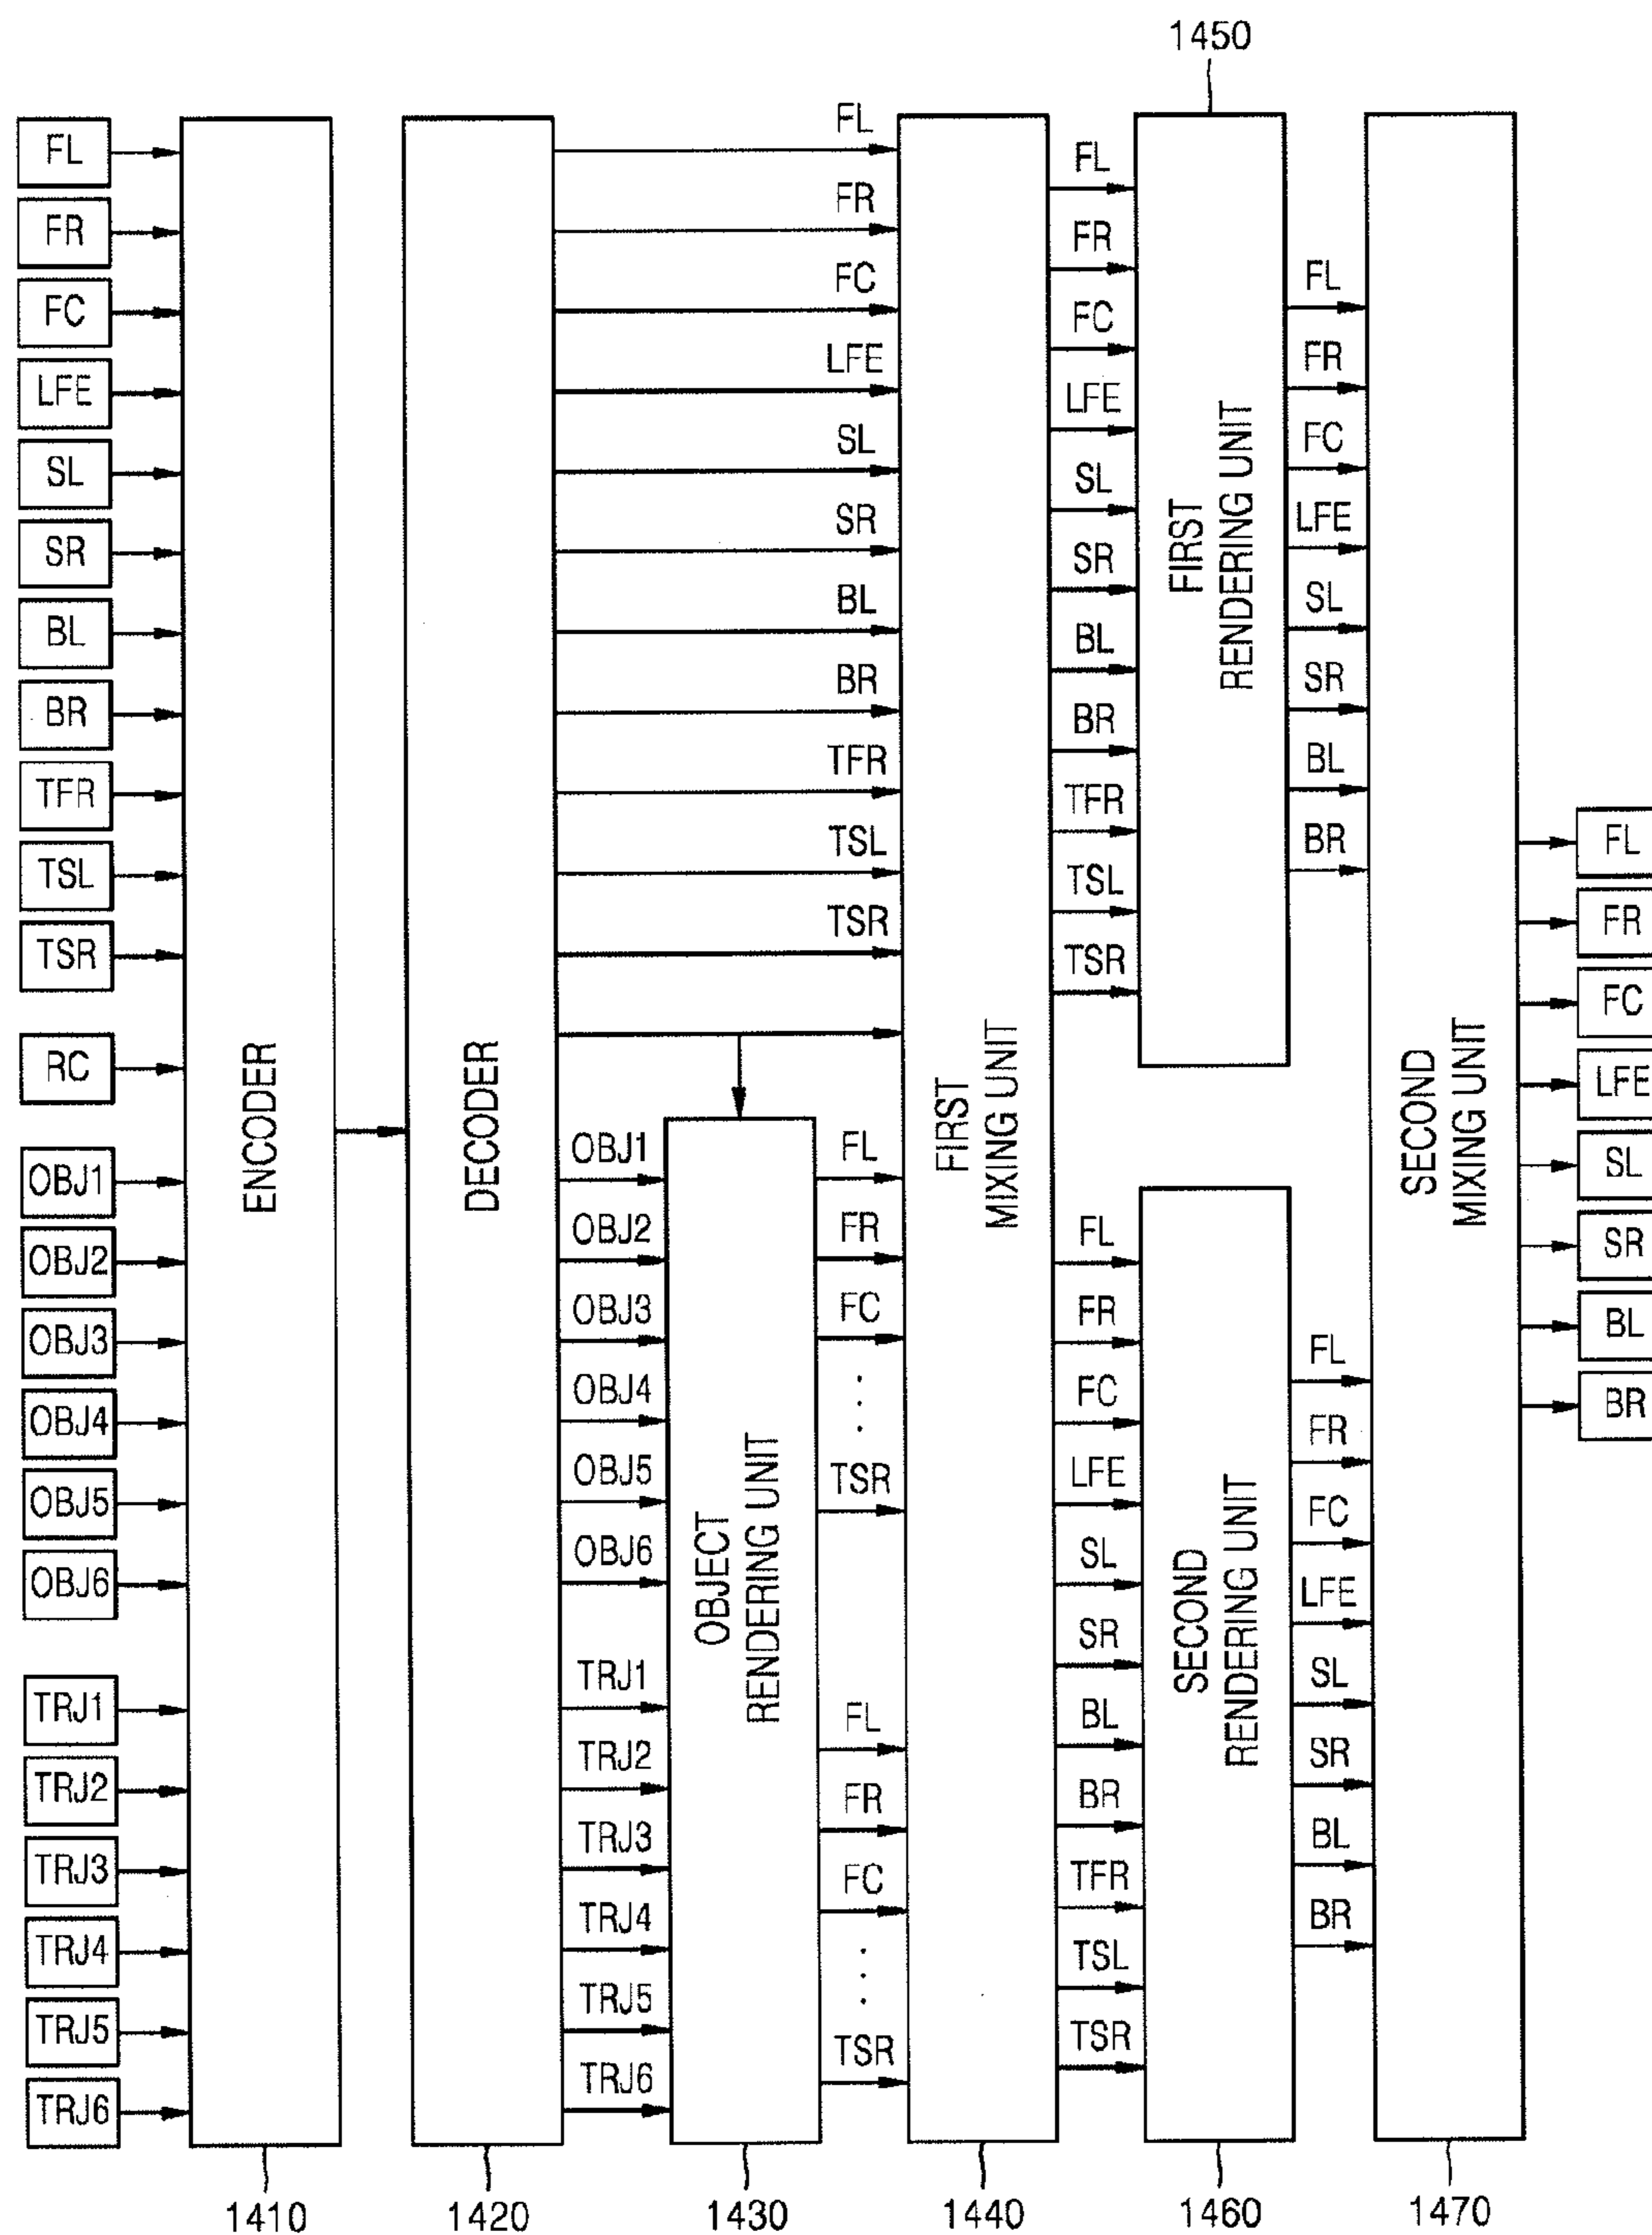 1450
FL
FR
FC
LFE
SL
SR
BL
BR
TFR
TSL
TSR
RC
OBJ1
OBJ2
OBJ3
OBJ4
OBJ5
OBJ6
TRJ1
TRJ2
TRJ3
TRJ4
TRJ5
TRJ6
ENCODER
DECODER
FL
FR
FC
LFE
SL
SR
BL
BR
TFR
TSL
TSR
OBJ1
OBJ2
OBJ3
OBJ4
OBJ5
OBJ6
TRJ1
TRJ2
TRJ3
TRJ4
TRJ5
TRJ6
OBJECT
RENDERING UNIT
FL
FR
FC
TSR
FL
FR
FC
TSR
FIRST
MIXING UNIT
FL
FR
FC
LFE
SL
SR
BL
BR
TFR
TSL
TSR
FL
FR
FC
LFE
SL
SR
BL
BR
TFR
TSL
TSR
FIRST
RENDERING UNIT
SECOND
RENDERING UNIT
FL
FR
FC
LFE
SL
SR
BL
BR
FL
FR
FC
LFE
SL
SR
BL
BR
SECOND
MIXING UNIT
FL
FR
FC
LFE
SL
SR
BL
BR
1410
1420
1430
1440
1460
1470